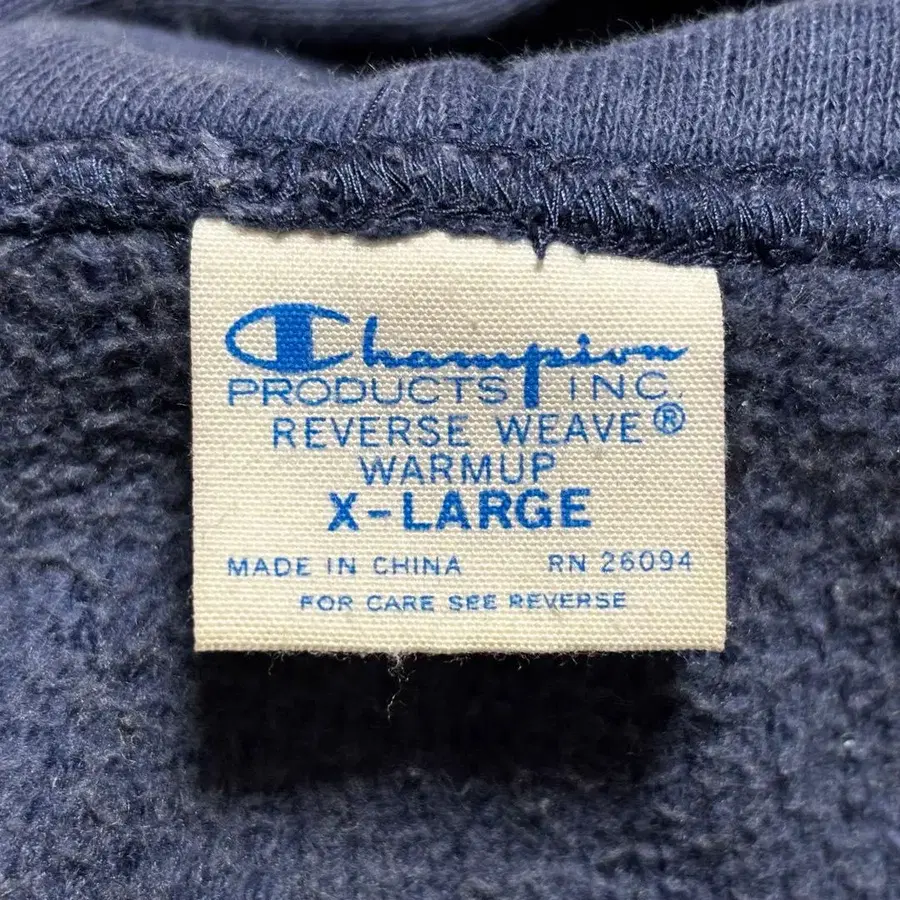 Champion
PRODUCTS INC.
REVERSE WEAVE®
WARMUP
X-LARGE
MADE IN CHINA RN 26094
FOR CARE SEE REVERSE